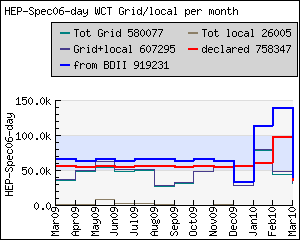 HEP-Spec06-day WCT Grid/local per month
Tot Grid 580077 Tot local 26005
Grid+local 607295 declared 758347
from BDII 919231
HEP-Spec06-day
150.0k
100.0k
50.0k
0.0
Mar09 Apr09 May09 Jun09 Jul09 Aug09 Sep09 Oct09 Nov09 Dec09 Jan10 Feb10 Mar10